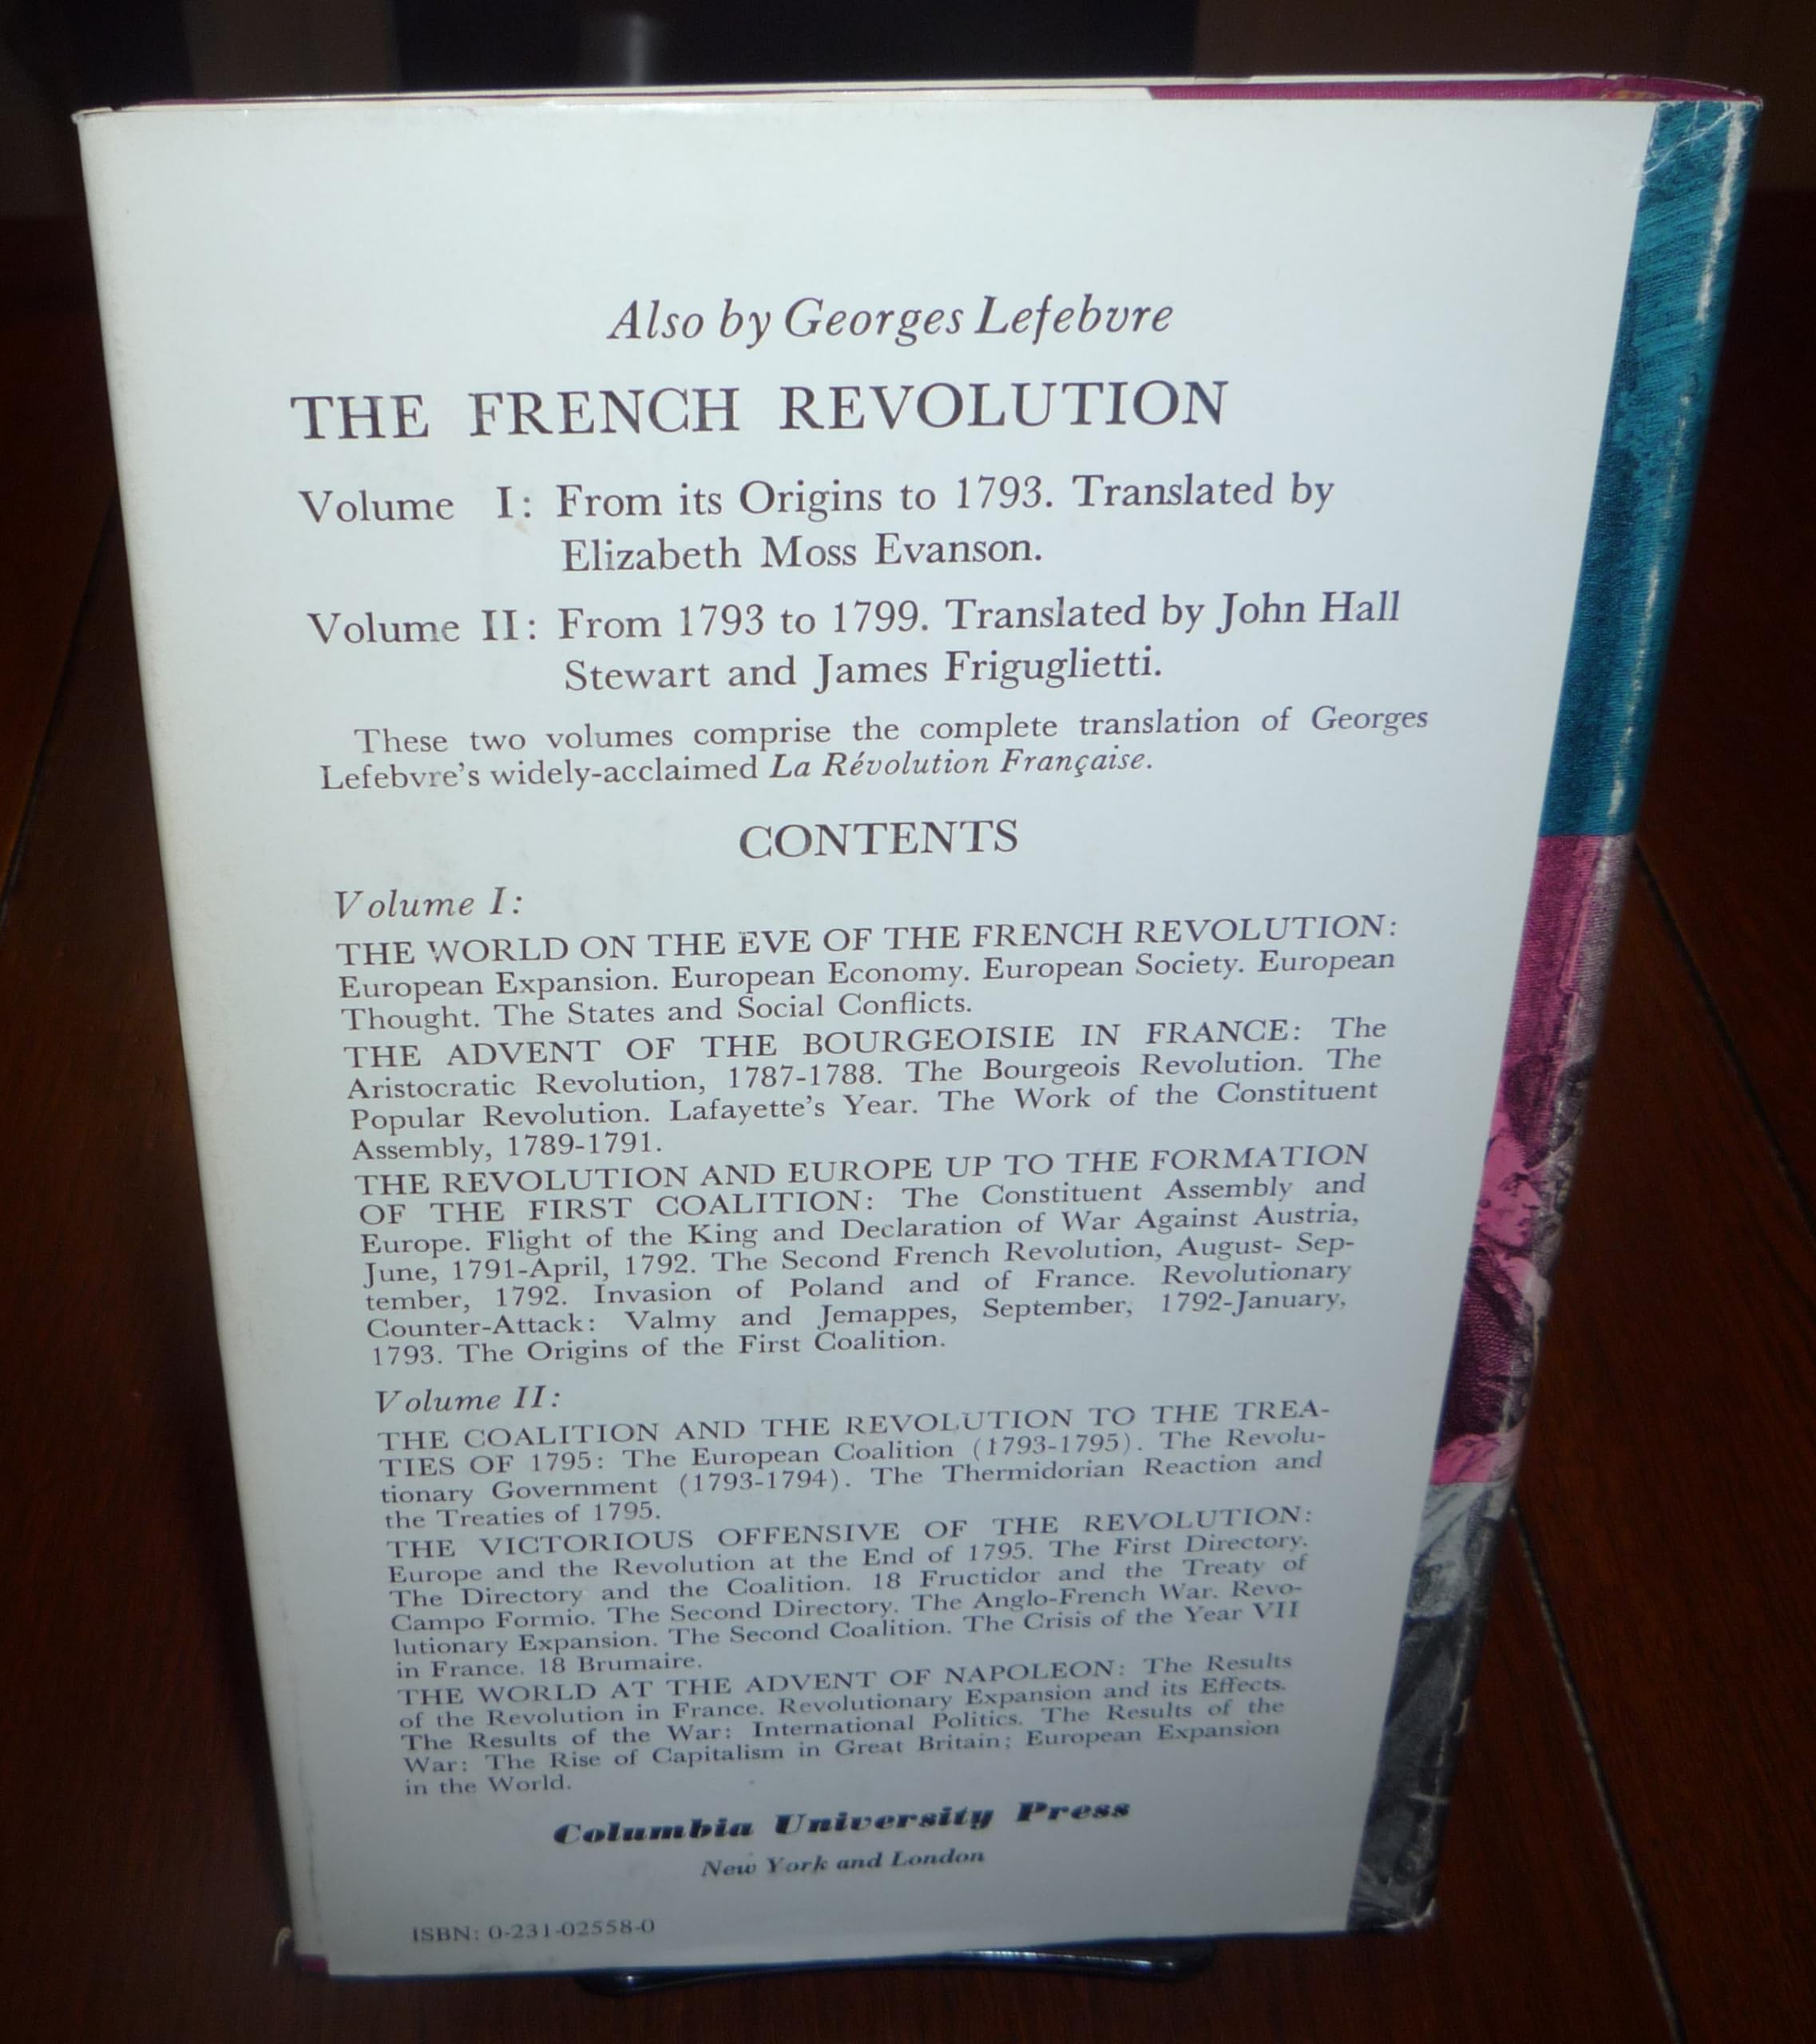 Also by Georges Lefebvre
THE FRENCH REVOLUTION
Volume I: From its Origins to 1793. Translated by
Elizabeth Moss Evanson.
Volume II: From 1793 to 1799. Translated by John Hall
Stewart and James Friguglietti.
These two volumes comprise the complete translation of Georges
Lefebvre's widely-acclaimed La Révolution Française.
CONTENTS
Volume I:
THE WORLD ON THE EVE OF THE FRENCH REVOLUTION:
European Expansion. European Economy. European Society. European
Thought. The States and Social Conflicts.
THE ADVENT OF THE BOURGEOISIE IN FRANCE: The
Aristocratic Revolution, 1787-1788. The Bourgeois Revolution. The
Popular Revolution. Lafayette's Year. The Work of the Constituent
Assembly, 1789-1791.
THE REVOLUTION AND EUROPE UP TO THE FORMATION
OF THE FIRST COALITION: The Constituent Assembly and
Europe. Flight of the King and Declaration of War Against Austria,
June, 1791-April, 1792. The Second French Revolution, August- Sep-
tember, 1792. Invasion of Poland and of France. Revolutionary
Counter-Attack: Valmy and Jemappes, September, 1792-January,
1793. The Origins of the First Coalition.
Volume II:
THE COALITION AND THE REVOLUTION TO THE TREA-
TIES OF 1795: The European Coalition (1793-1795). The Revolu-
tionary Government (1793-1794). The Thermidorian Reaction and
the Treaties of 1795.
THE VICTORIOUS OFFENSIVE OF THE REVOLUTION:
Europe and the Revolution at the End of 1795. The First Directory.
The Directory and the Coalition. 18 Fructidor and the Treaty of
Campo Formio. The Second Directory. The Anglo-French War. Revo-
lutionary Expansion. The Second Coalition. The Crisis of the Year VII
in France. 18 Brumaire.
THE WORLD AT THE ADVENT OF NAPOLEON: The Results
of the Revolution in France. Revolutionary Expansion and its Effects.
The Results of the War: International Politics. The Results of the
War: The Rise of Capitalism in Great Britain; European Expansion
in the World.
Columbia University Press
New York and London
ISBN: 0-231-02558-0